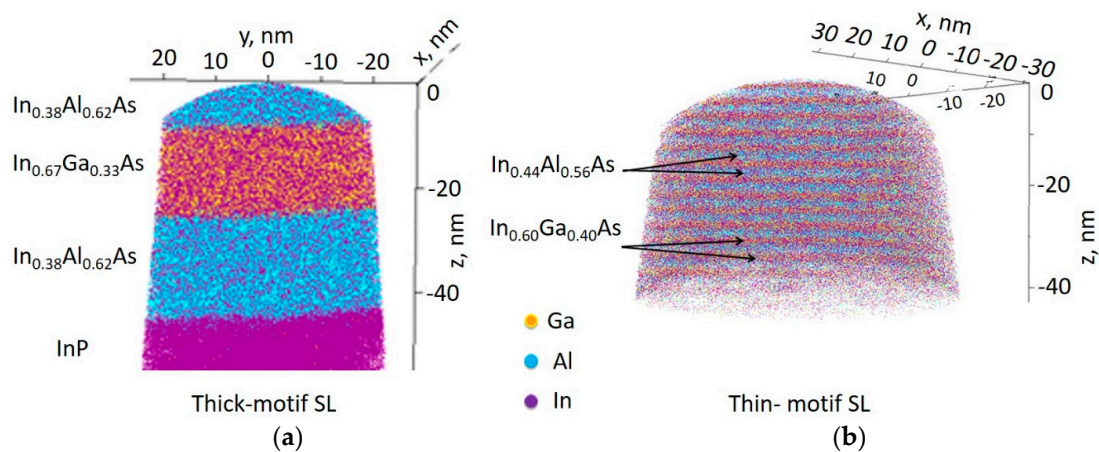 y, nm
x, nm
20 10 0 -10 -20
0
-20
-40
z, nm
In0.38Al0.62As
In0.67Ga0.33As
In0.38Al0.62As
InP
Thick-motif SL
(a)
x, nm
30 20 10 0 -10 -20 -30
10 0 -10 -20
0
-20
-40
z, nm
In0.44Al0.56As
In0.60Ga0.40As
Ga
Al
In
Thin- motif SL
(b)